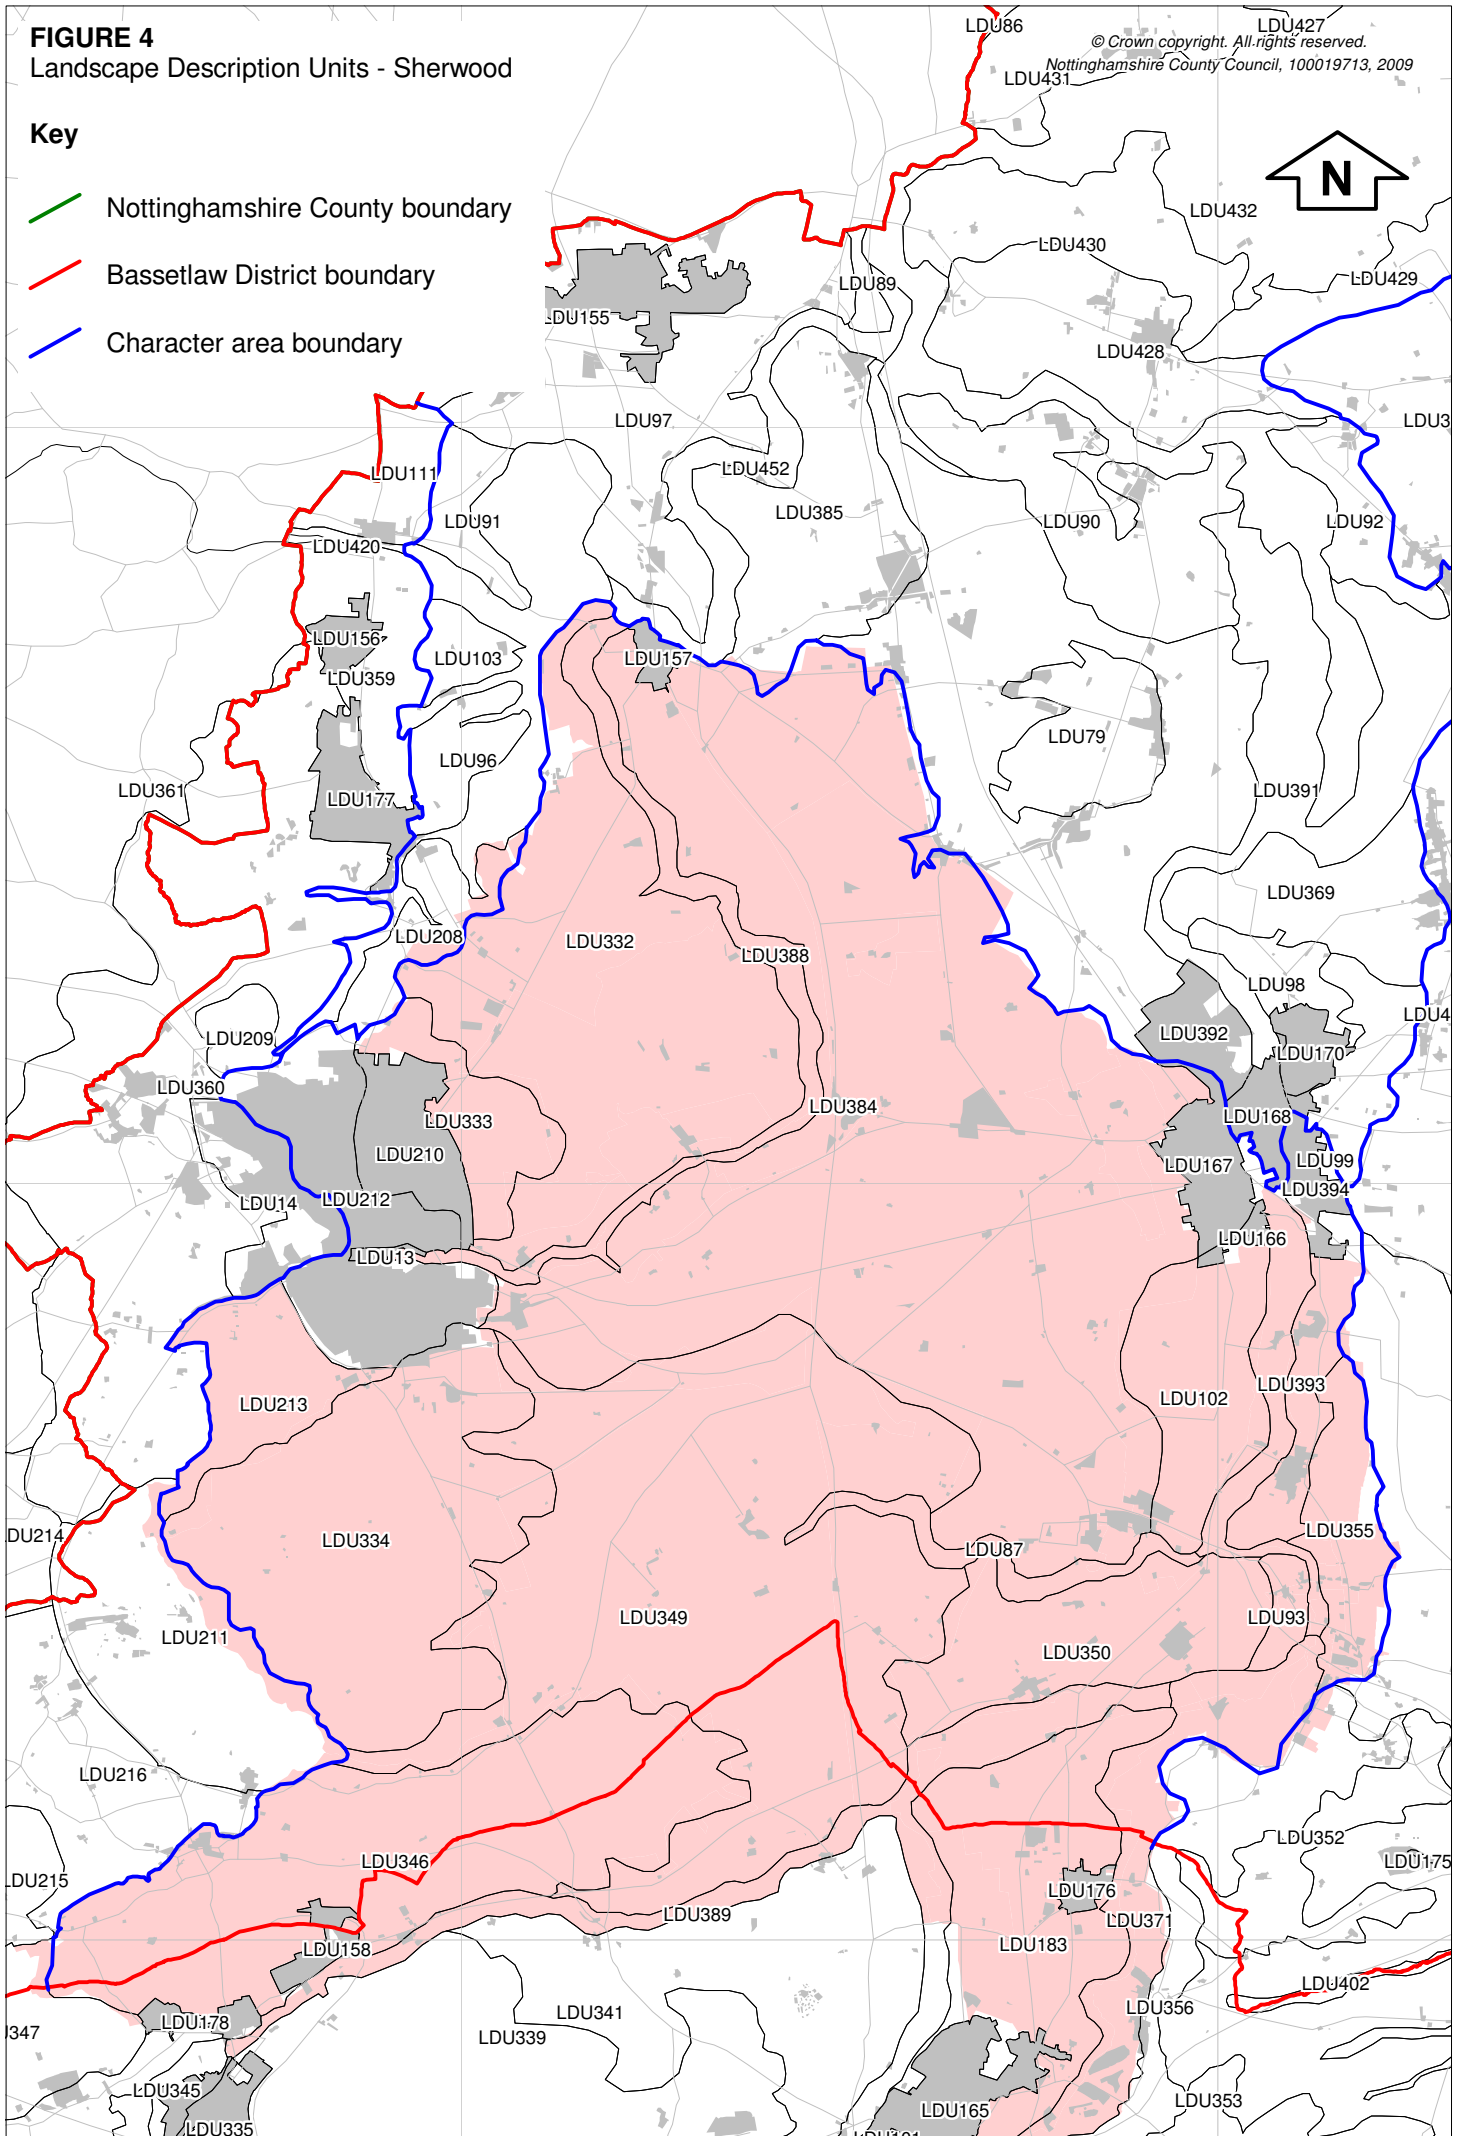 FIGURE 4
Landscape Description Units - Sherwood
Key
Nottinghamshire County boundary
Bassetlaw District boundary
Character area boundary
© Crown copyright. All rights reserved.
Nottinghamshire County Council, 100019713, 2009
N
LDU86
LDU427
LDU431
LDU432
LDU430
LDU429
LDU89
LDU155
LDU428
LDU97
LDU3
LDU452
LDU111
LDU385
LDU91
LDU90
LDU92
LDU420
LDU156
LDU103
LDU157
LDU359
LDU79
LDU96
LDU361
LDU177
LDU391
LDU369
LDU208
LDU332
LDU388
LDU98
LDU4
LDU392
LDU209
LDU170
LDU360
LDU384
LDU333
LDU168
LDU210
LDU99
LDU167
LDU394
LDU14
LDU212
LDU166
LDU13
LDU393
LDU102
LDU213
LDU355
LDU214
LDU334
LDU87
LDU349
LDU93
LDU211
LDU350
LDU216
LDU352
LDU346
LDU175
LDU215
LDU176
LDU389
LDU371
LDU183
LDU158
LDU402
LDU356
LDU341
LDU178
J347
LDU339
LDU345
LDU353
LDU165
LDU335